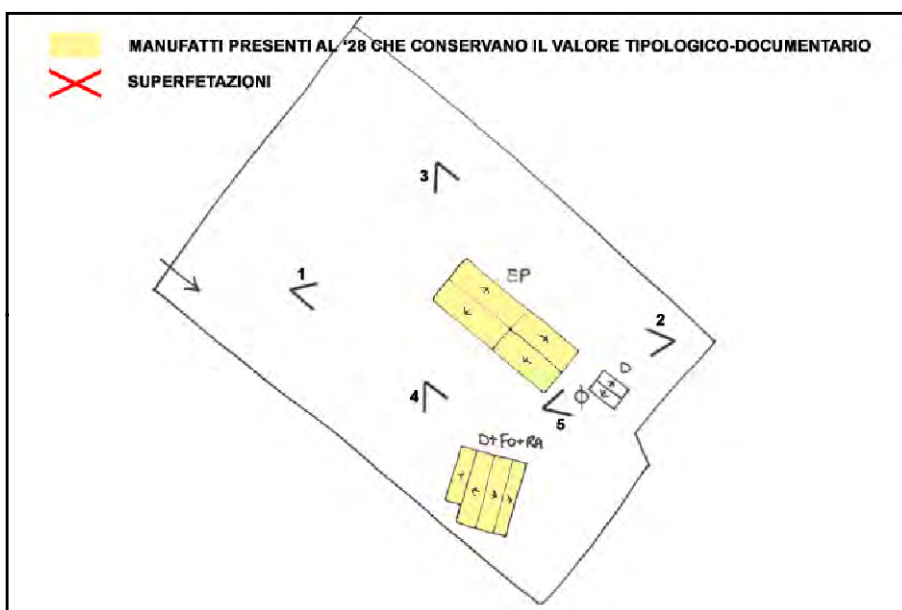 MANUFATTI PRESENTI AL '28 CHE CONSERVANO IL VALORE TIPOLOGICO-DOCUMENTARIO
SUPERFETAZIONI
3
EP
1
2
D
4
5
D+Fo+RA